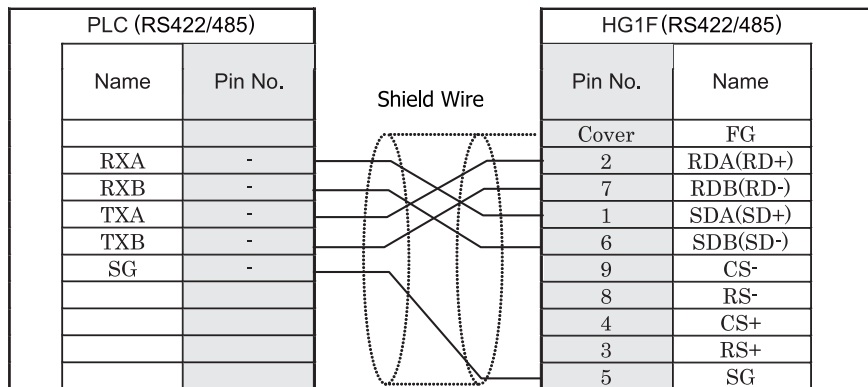 PLC (RS422/485)
HG1F (RS422/485)
Name Pin No.
Shield Wire
Pin No. Name
Cover FG
RXA - 2 RDA(RD+)
RXB - 7 RDB(RD-)
TXA - 1 SDA(SD+)
TXB - 6 SDB(SD-)
SG - 9 CS-
8 RS-
4 CS+
3 RS+
5 SG